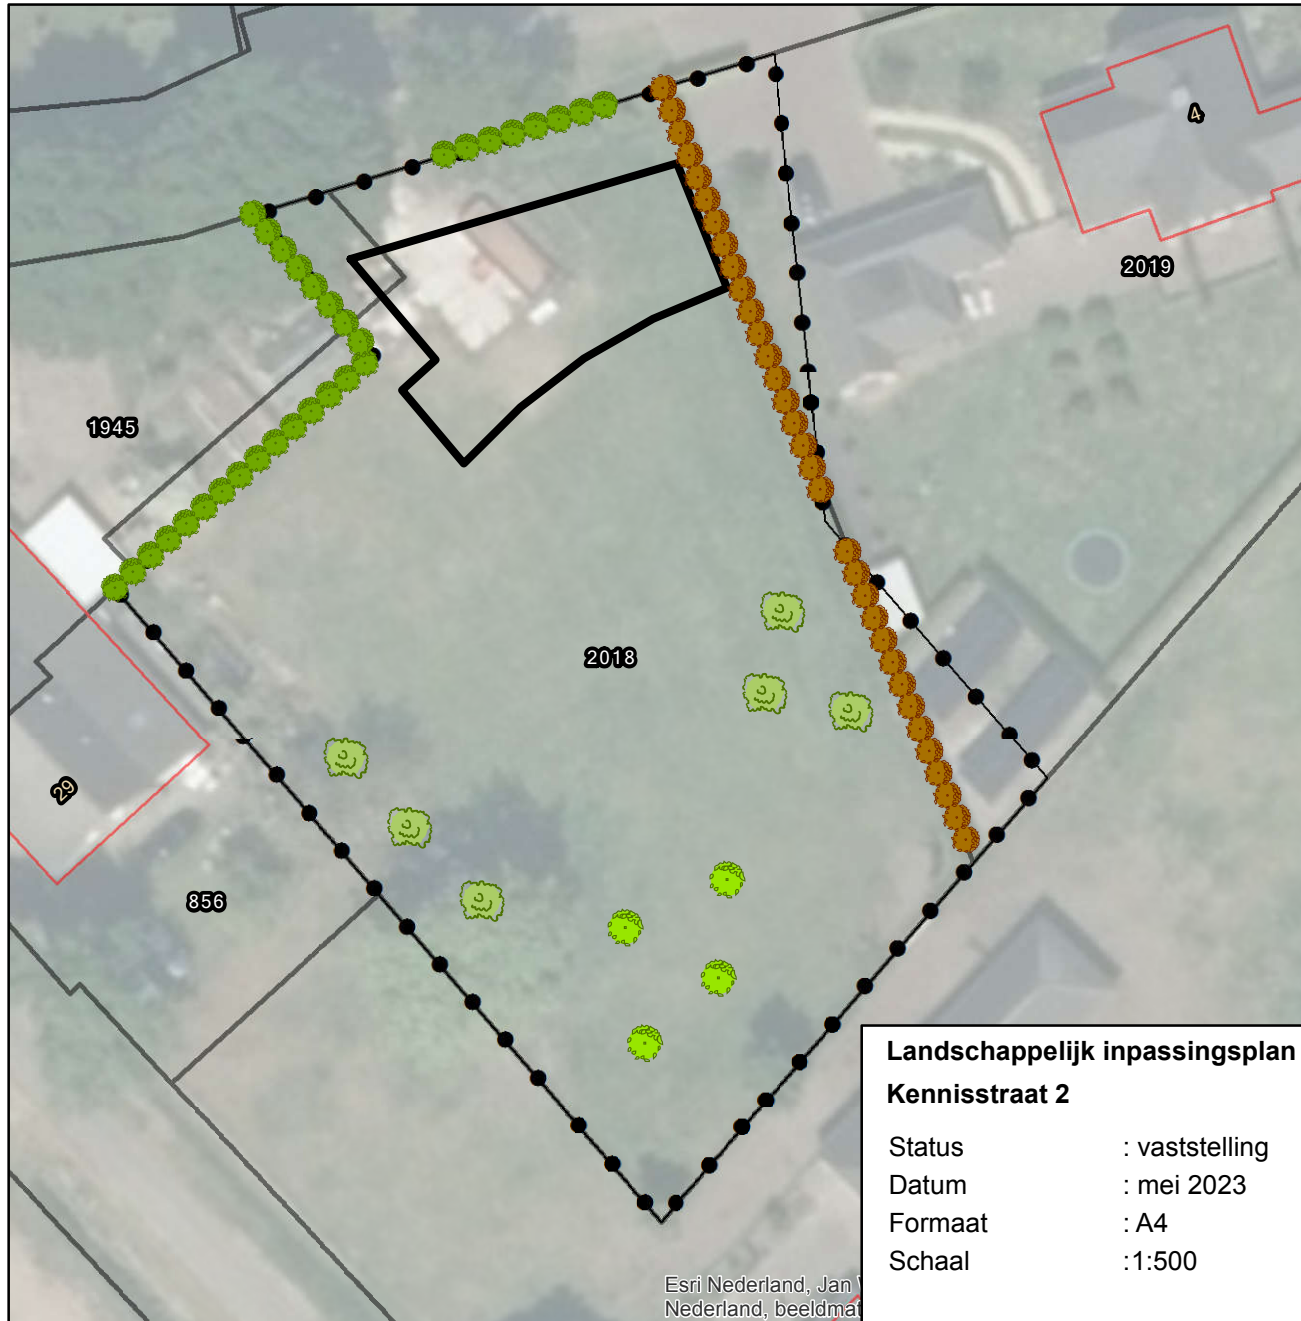 4
2019
1945
2018
29
856
Landschappelijk inpassingsplan
Kennisstraat 2
Status : vaststelling
Datum : mei 2023
Formaat : A4
Schaal :1:500
Esri Nederland, Jan
Nederland, beeldmat